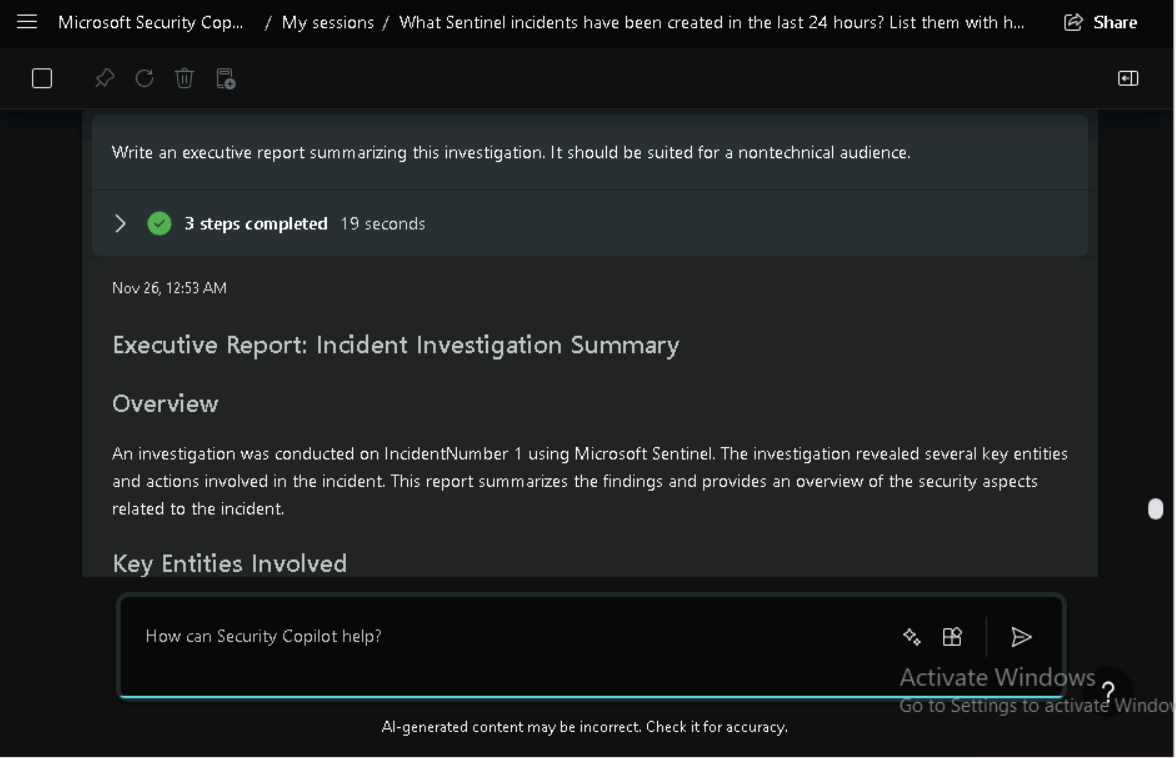 Microsoft Security Cop... / My sessions / What Sentinel incidents have been created in the last 24 hours? List them with h... Share
Write an executive report summarizing this investigation. It should be suited for a nontechnical audience.
3 steps completed 19 seconds
Nov 26, 12:53 AM
Executive Report: Incident Investigation Summary
Overview
An investigation was conducted on IncidentNumber 1 using Microsoft Sentinel. The investigation revealed several key entities
and actions involved in the incident. This report summarizes the findings and provides an overview of the security aspects
related to the incident.
Key Entities Involved
How can Security Copilot help?
Activate Windows
Go to Settings to activate Windo
?
AI-generated content may be incorrect. Check it for accuracy.